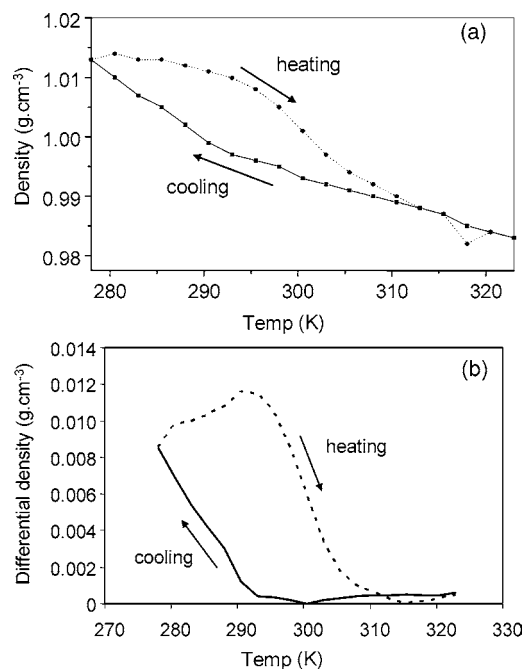 (a)
1.02
1.01
1.00
0.99
0.98
Density (g.cm-3)
heating
cooling
280 290 300 310 320
Temp (K)
(b)
0.014
0.012
0.010
0.008
0.006
0.004
0.002
0
Differential density (g.cm-3)
heating
cooling
270 280 290 300 310 320 330
Temp (K)